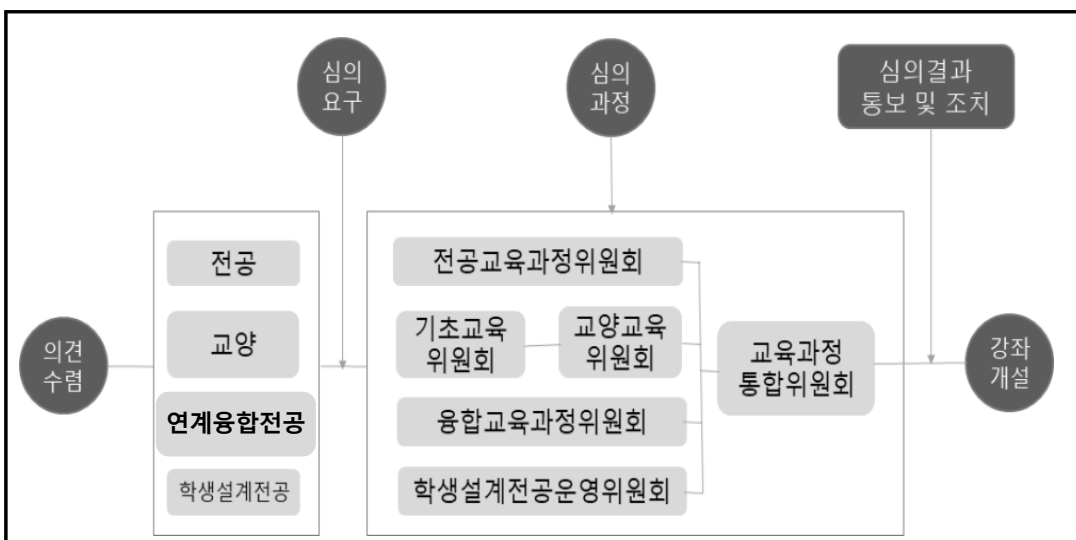 심의
요구
심의
과정
심의결과
통보 및 조치
의견
수렴
전공
교양
연계융합전공
학생설계전공
전공교육과정위원회
기초교육
위원회
교양교육
위원회
융합교육과정위원회
학생설계전공운영위원회
교육과정
통합위원회
강좌
개설